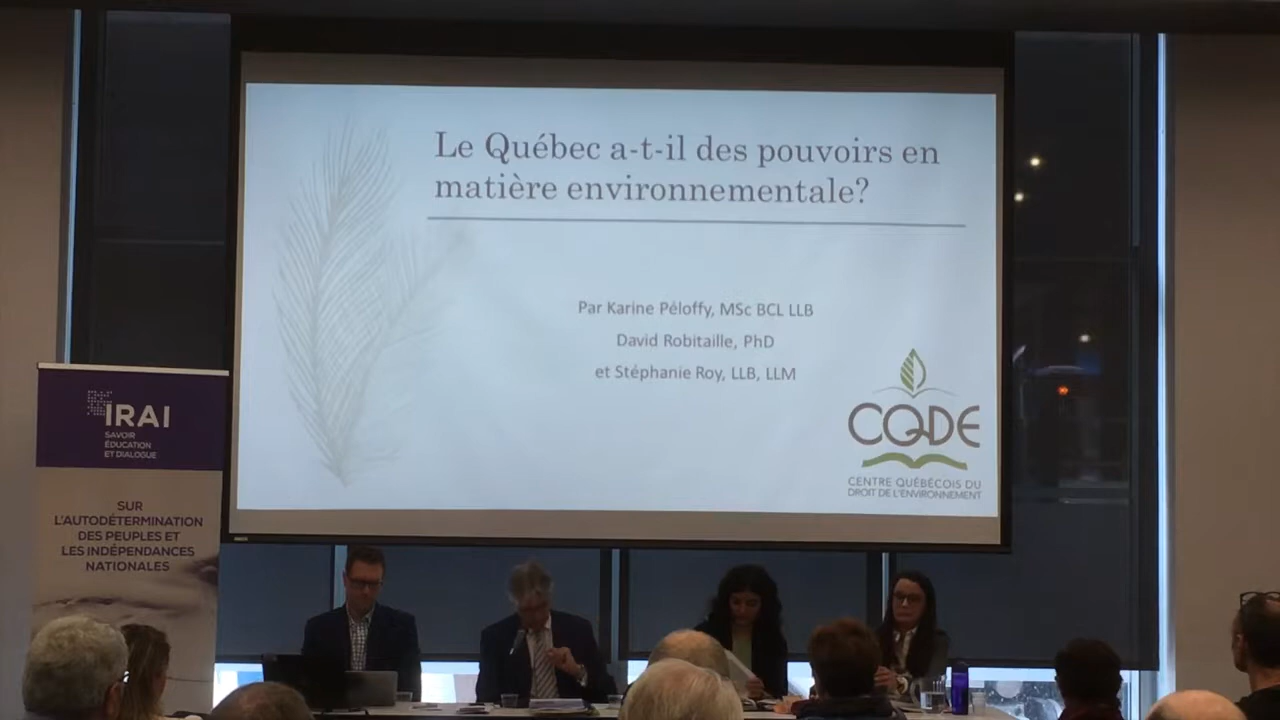 Le Québec a-t-il des pouvoirs en
matière environnementale?
Par Karine Péloffy, MSc BCL LLB
David Robitaille, PhD
et Stéphanie Roy, LLB, LLM
CQDE
CENTRE QUÉBÉCOIS DU
DROIT DE L'ENVIRONNEMENT
IRAI
SAVOIR
ÉDUCATION
ET DIALOGUE
SUR
L'AUTODÉTERMINATION
DES PEUPLES ET
LES INDÉPENDANCES
NATIONALES